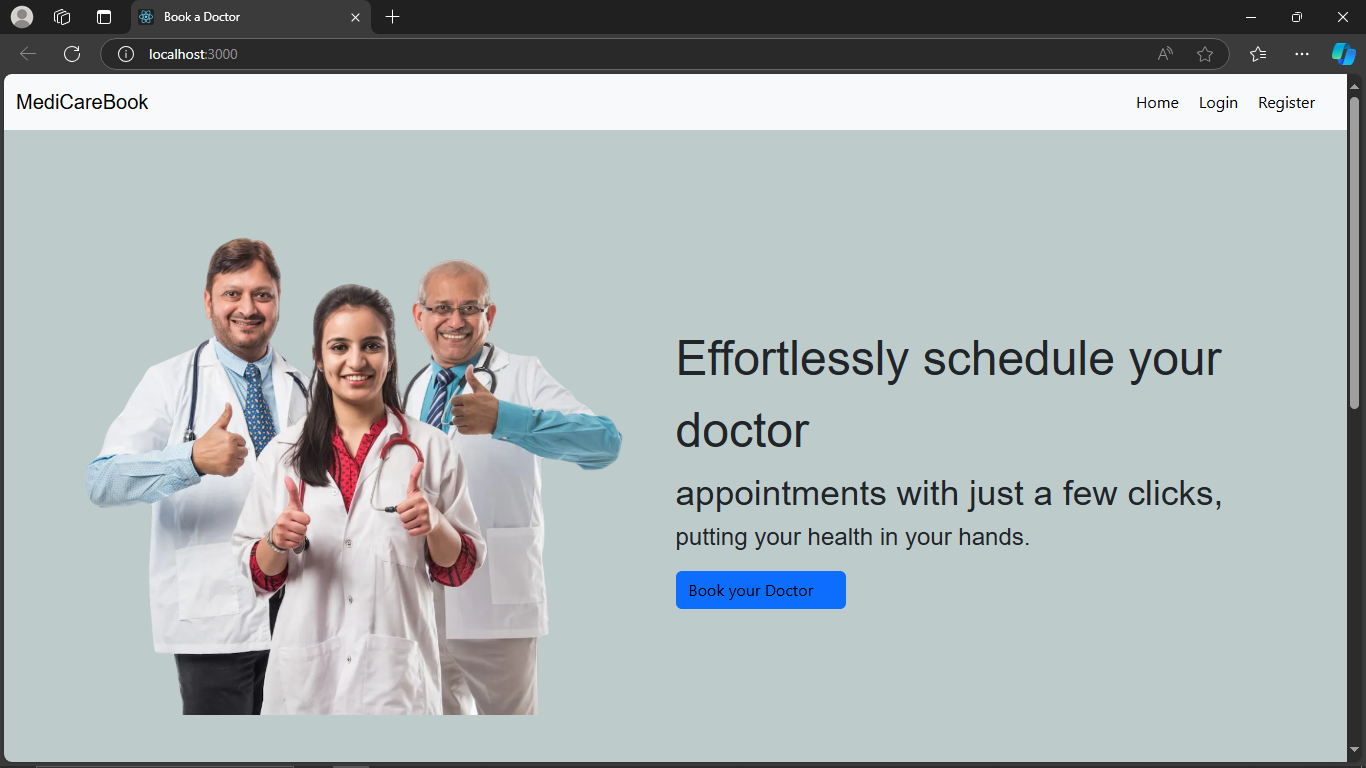 Book a Doctor
localhost:3000
MediCareBook
Home Login Register
Effortlessly schedule your
doctor
appointments with just a few clicks,
putting your health in your hands.
Book your Doctor